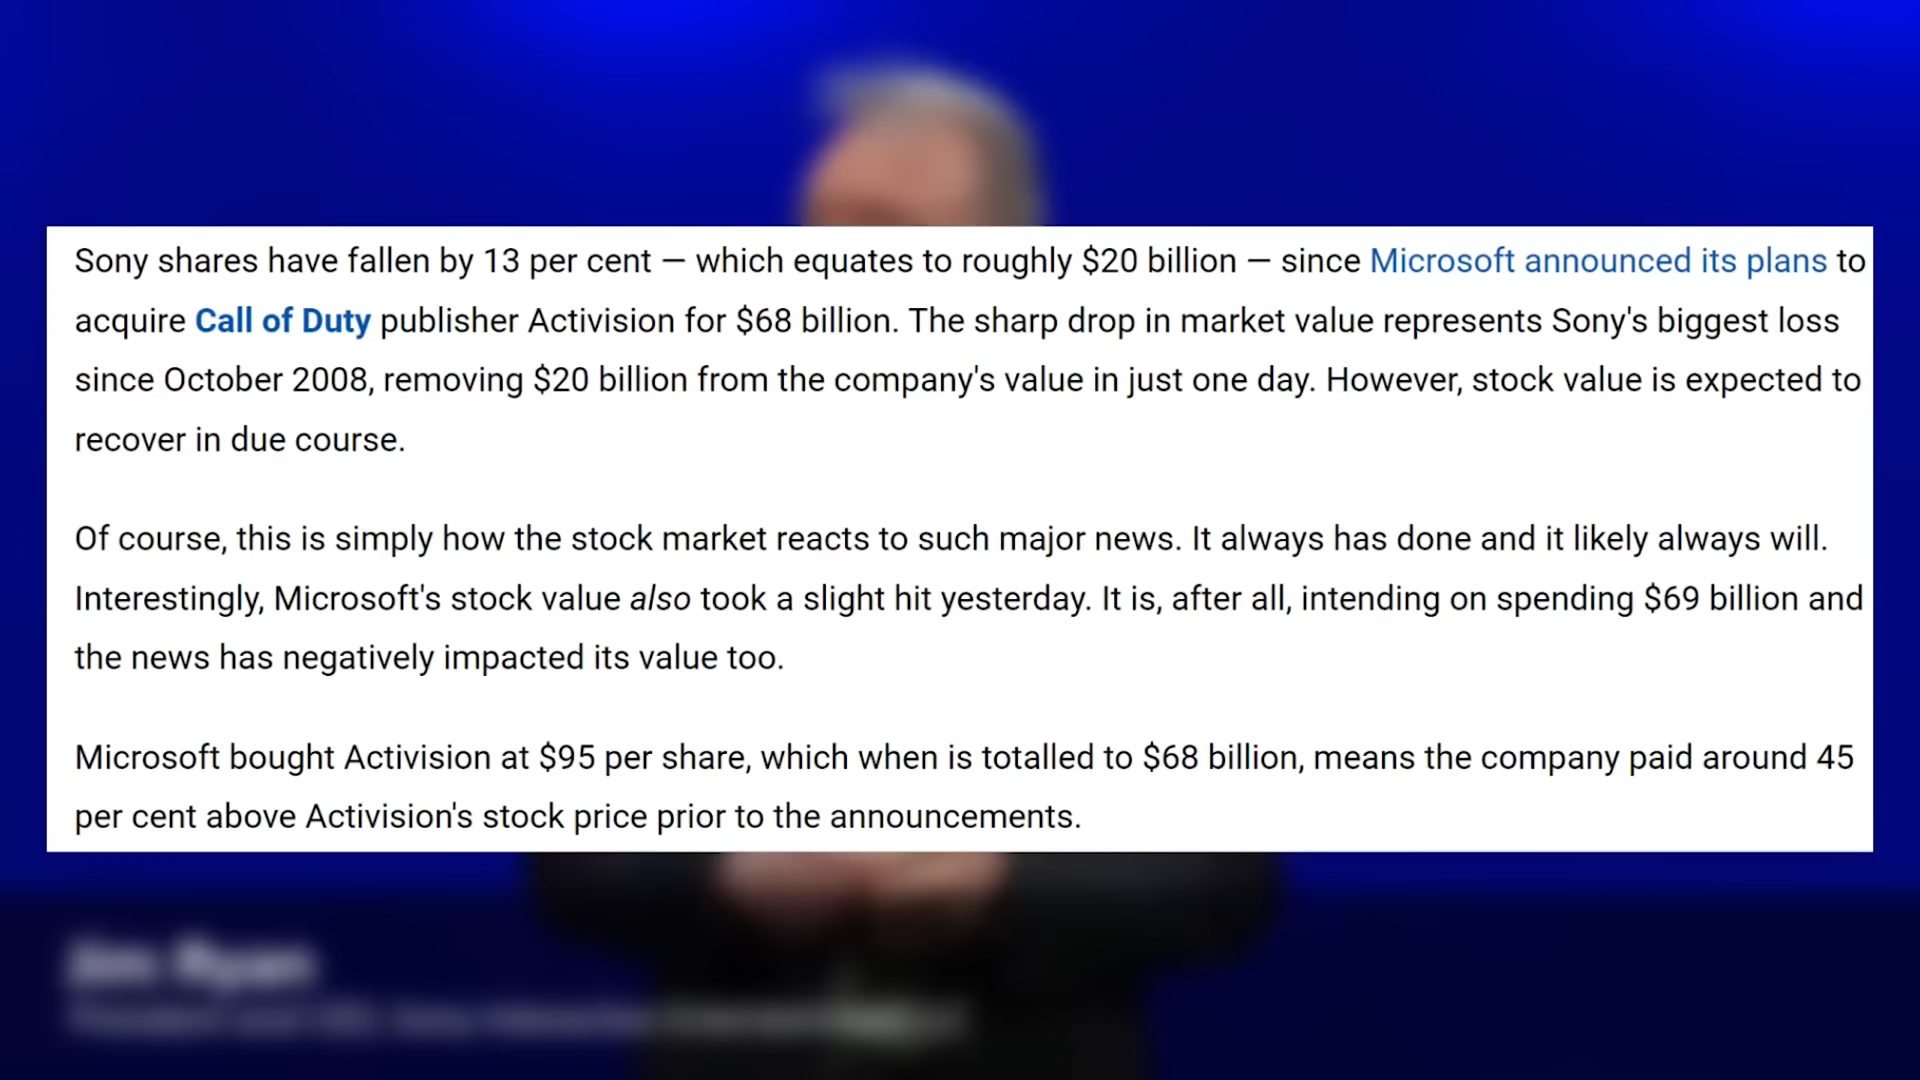 Sony shares have fallen by 13 per cent — which equates to roughly $20 billion — since Microsoft announced its plans to
acquire Call of Duty publisher Activision for $68 billion. The sharp drop in market value represents Sony's biggest loss
since October 2008, removing $20 billion from the company's value in just one day. However, stock value is expected to
recover in due course.
Of course, this is simply how the stock market reacts to such major news. It always has done and it likely always will.
Interestingly, Microsoft's stock value also took a slight hit yesterday. It is, after all, intending on spending $69 billion and
the news has negatively impacted its value too.
Microsoft bought Activision at $95 per share, which when is totalled to $68 billion, means the company paid around 45
per cent above Activision's stock price prior to the announcements.
Jim Ryan